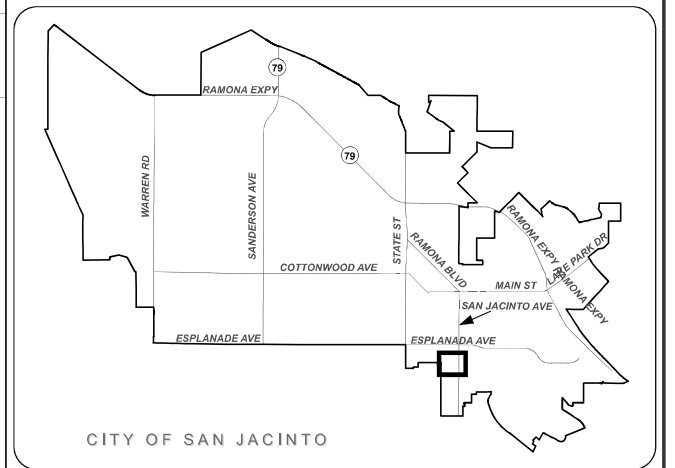 79
RAMONA EXPY
79
WARREN RD
SANDERSON AVE
STATE ST
RAMONA EXPY
LAKE PARK DR
RAMONA BLVD
COTTONWOOD AVE
RAMONA EXPY
MAIN ST
SAN JACINTO AVE
ESPLANADE AVE
ESPLANADA AVE
CITY OF SAN JACINTO